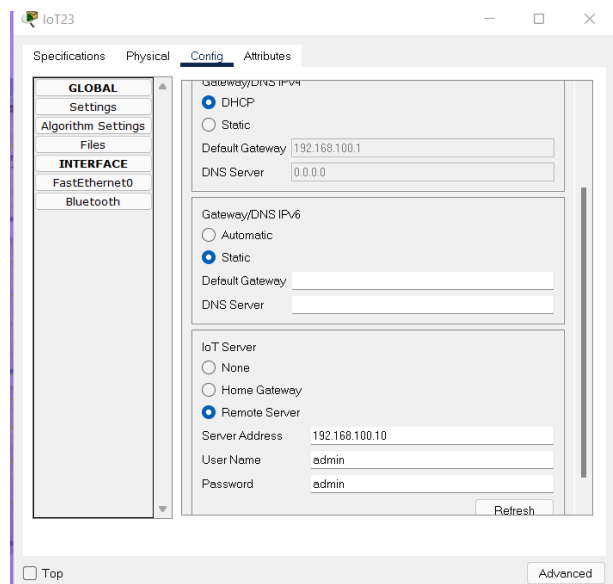 IoT23
Specifications Physical Config Attributes
GLOBAL
Settings
Algorithm Settings
Files
INTERFACE
FastEthernet0
Bluetooth
Gateway/DNS IPv4
DHCP
Static
Default Gateway 192.168.100.1
DNS Server 0.0.0.0
Gateway/DNS IPv6
Automatic
Static
Default Gateway
DNS Server
IoT Server
None
Home Gateway
Remote Server
Server Address 192.168.100.10
User Name admin
Password admin
Refresh
Top
Advanced